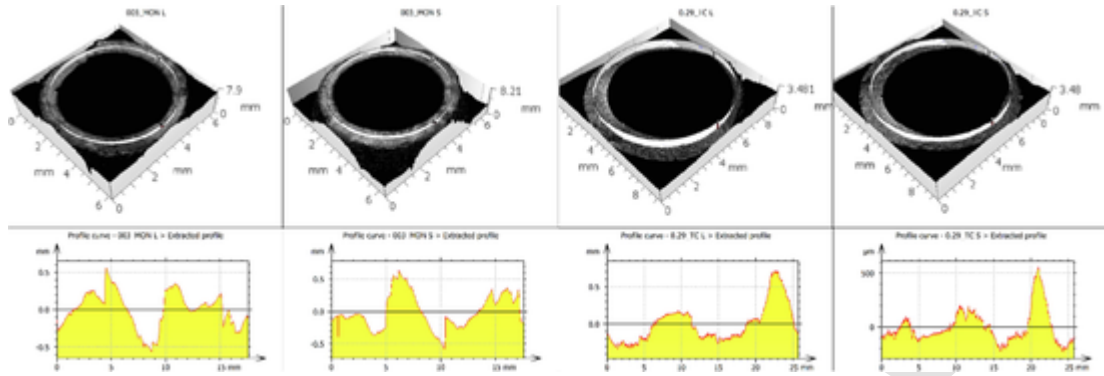 003_MON L
003_MON S
0.29_TC L
0.29_TC S
7.9
mm
0
2
4
6
mm
0
2
4
6
mm
8.21
mm
0
2
4
6
mm
0
2
4
6
mm
3.481
mm
0
2
4
6
8
mm
0
2
4
6
8
mm
3.48
mm
0
2
4
6
8
mm
0
2
4
6
8
mm
Profile curve - 003_MON L > Extracted profile
mm
0.5
0.0
-0.5
0 5 10 15 mm
Profile curve - 003_MON S > Extracted profile
mm
0.5
0.0
-0.5
0 5 10 15 mm
Profile curve - 0.29_TC L > Extracted profile
mm
0.5
0.0
0 5 10 15 20 25 mm
Profile curve - 0.29_TC S > Extracted profile
µm
500
0
0 5 10 15 20 25 mm